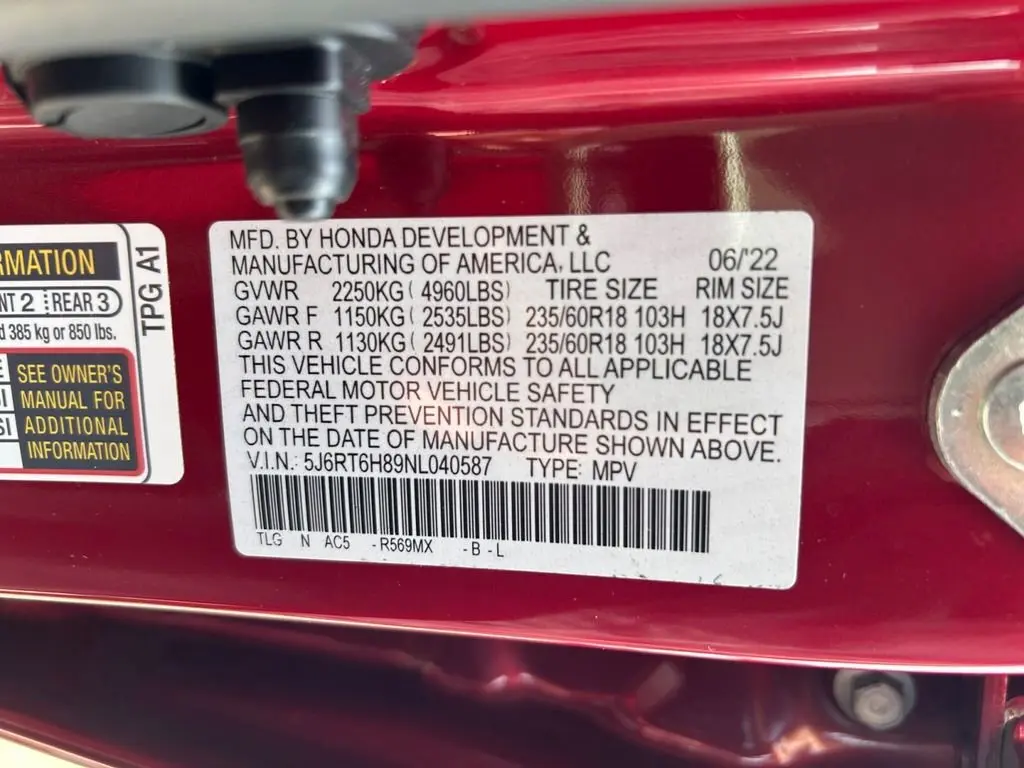 RMATION
NT 2 REAR 3
d 385 kg or 850 lbs.
SEE OWNER'S
MANUAL FOR
ADDITIONAL
INFORMATION
TPG A1
MFD. BY HONDA DEVELOPMENT &
MANUFACTURING OF AMERICA, LLC 06/'22
GVWR 2250KG ( 4960LBS) TIRE SIZE RIM SIZE
GAWR F 1150KG ( 2535LBS) 235/60R18 103H 18X7.5J
GAWR R 1130KG ( 2491LBS) 235/60R18 103H 18X7.5J
THIS VEHICLE CONFORMS TO ALL APPLICABLE
FEDERAL MOTOR VEHICLE SAFETY
AND THEFT PREVENTION STANDARDS IN EFFECT
ON THE DATE OF MANUFACTURE SHOWN ABOVE.
V.I.N.: 5J6RT6H89NL040587 TYPE: MPV
TLG N AC5 -R569MX -B-L